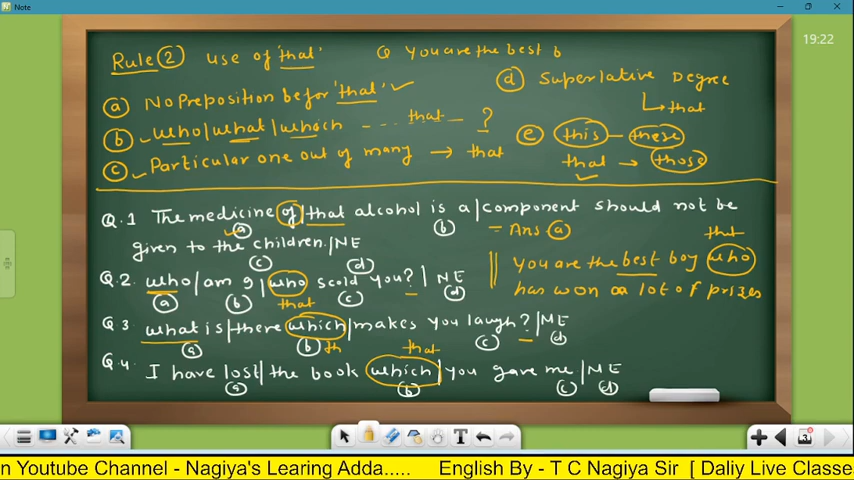 Note
19:22
Rule 2 use of 'that' Q You are the best b
d Superlative Degree
that
a No Preposition befor 'that' ✓
b who/what/which ---- that --- ?
c Particular one out of many → that
e this - these
that → those
Q.1 The medicine of/that alcohol is a/component should not be
a b
given to the children./NE
c d
= Ans a
Q.2 who/am I/who scold you?/NE
that
a b c d
that
You are the best boy who
has won a lot of prizes
Q.3 what is/there which/makes you laugh?/NE
th
a b c d
that
Q.4 I have lost/the book which/you gave me/NE
a b c d
n Youtube Channel - Nagiya's Learing Adda..... English By - T C Nagiya Sir [ Daliy Live Classe